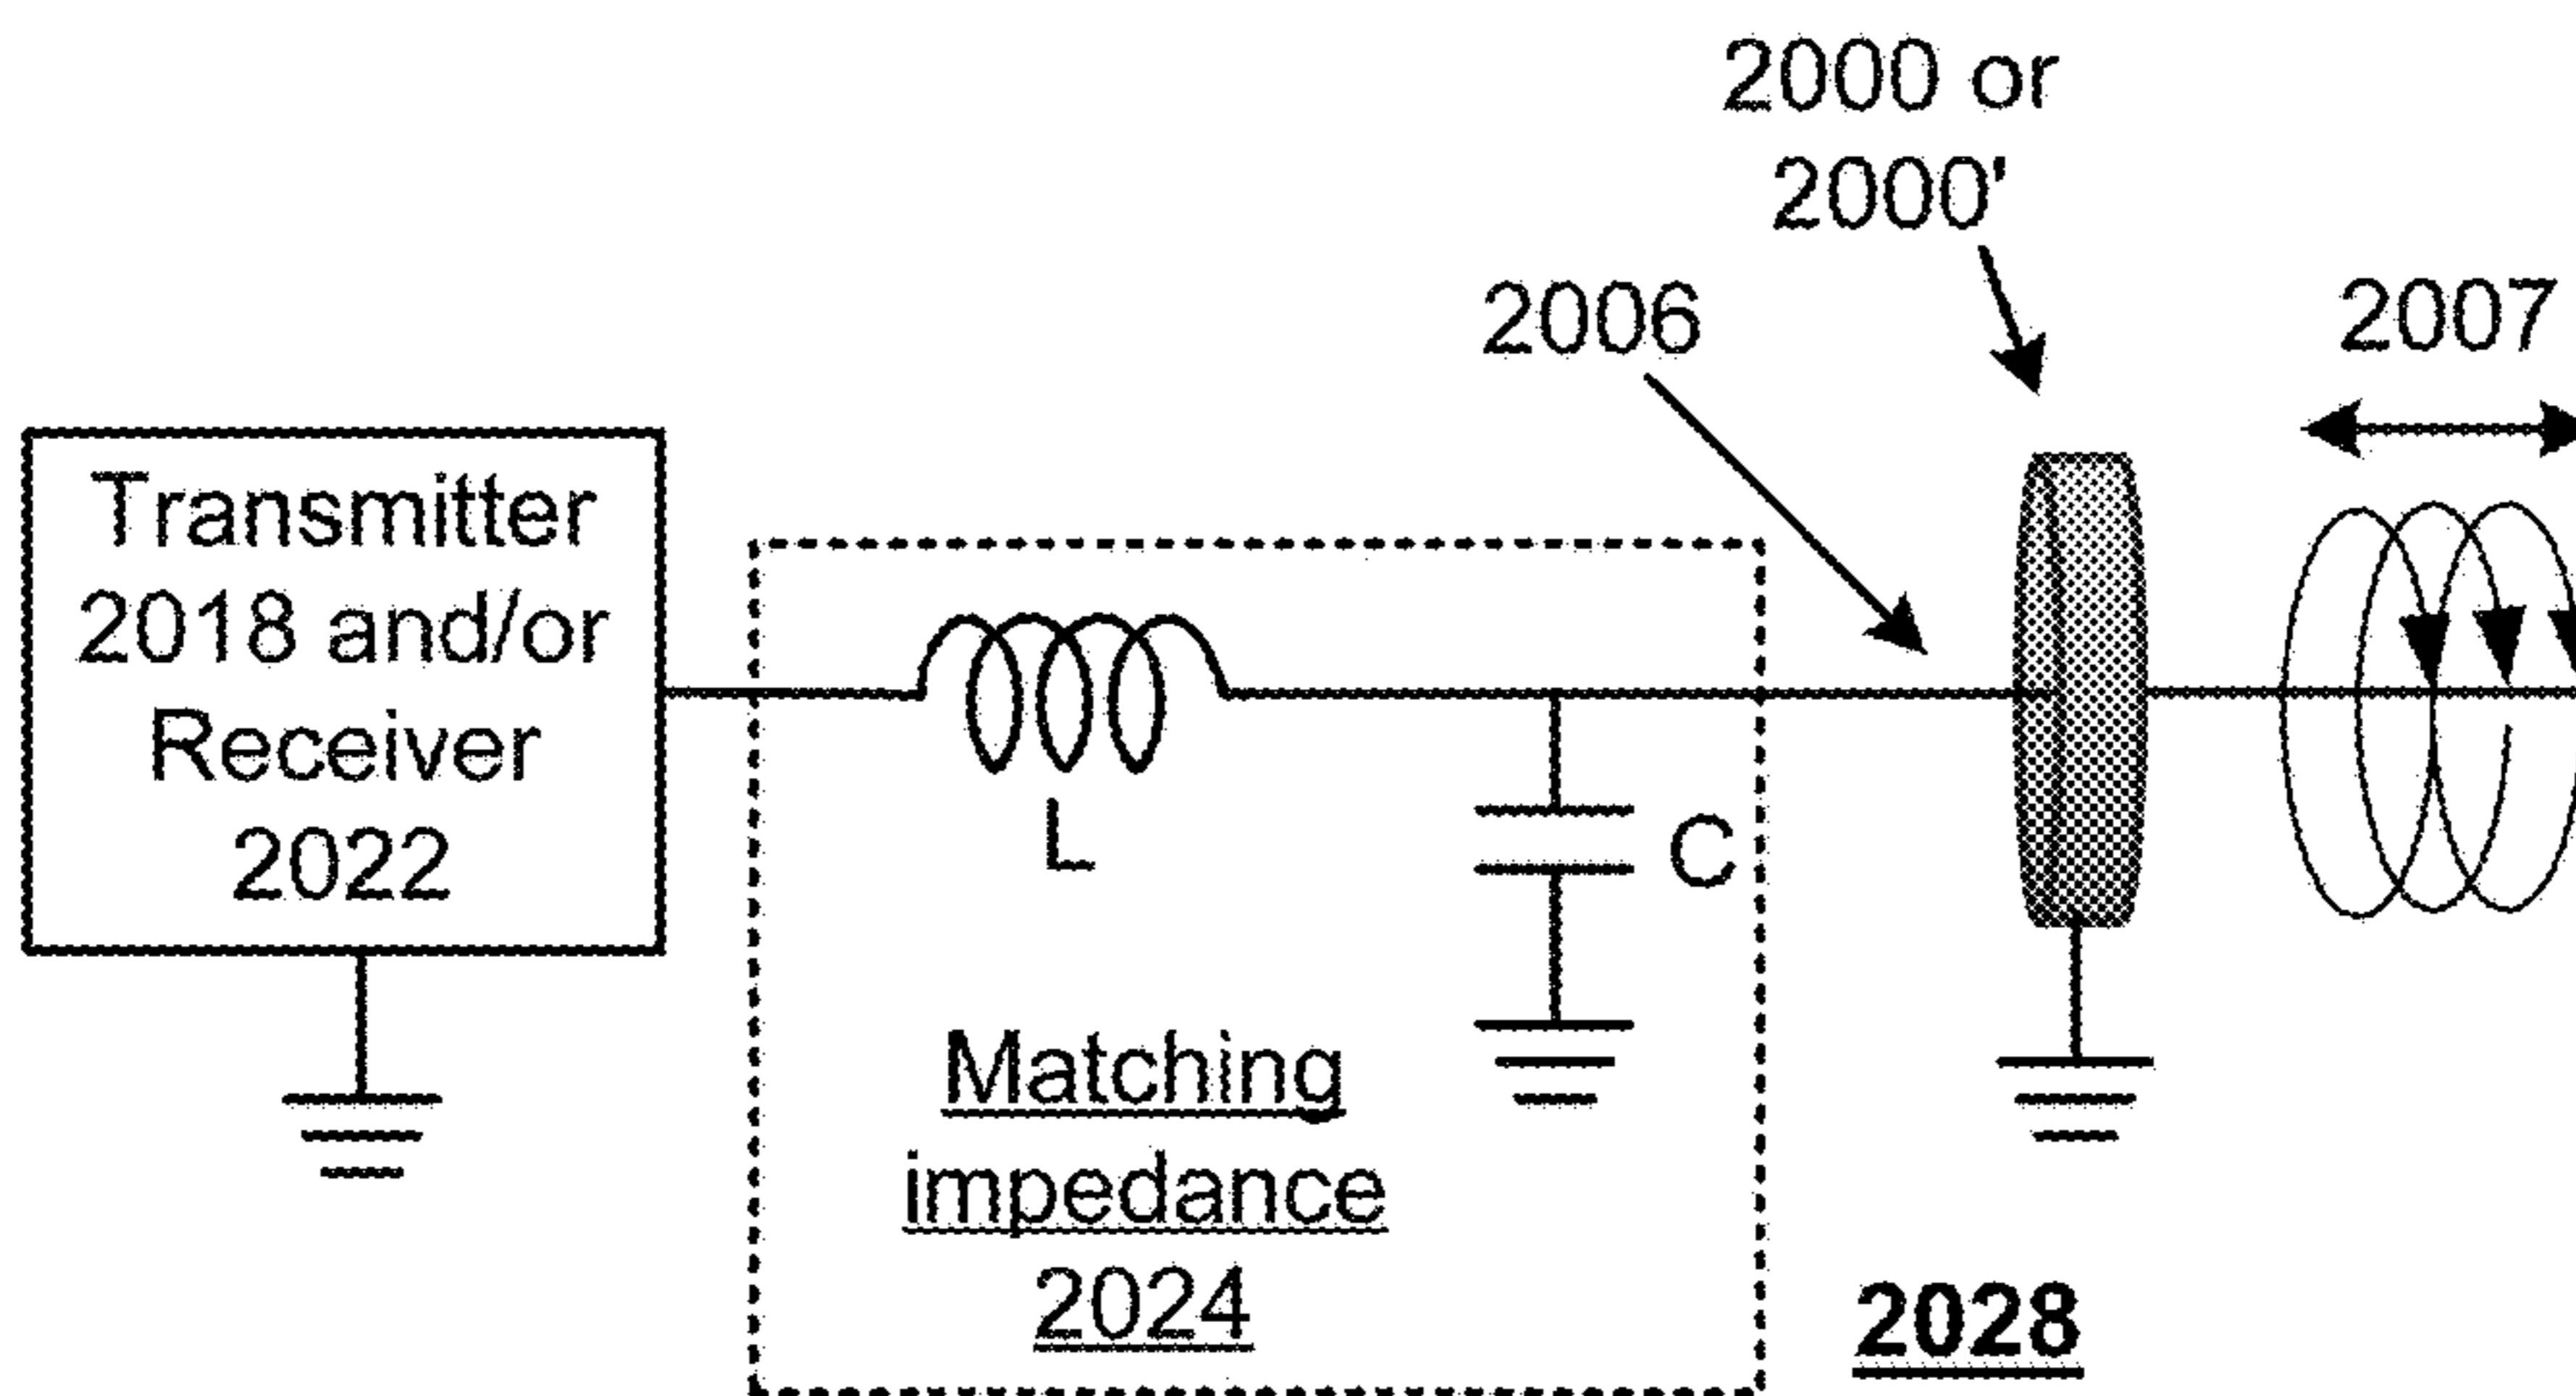 2000 or
2000'
2006
2007
Transmitter
2018 and/or
Receiver
2022
L
C
Matching
impedance
2024
2028